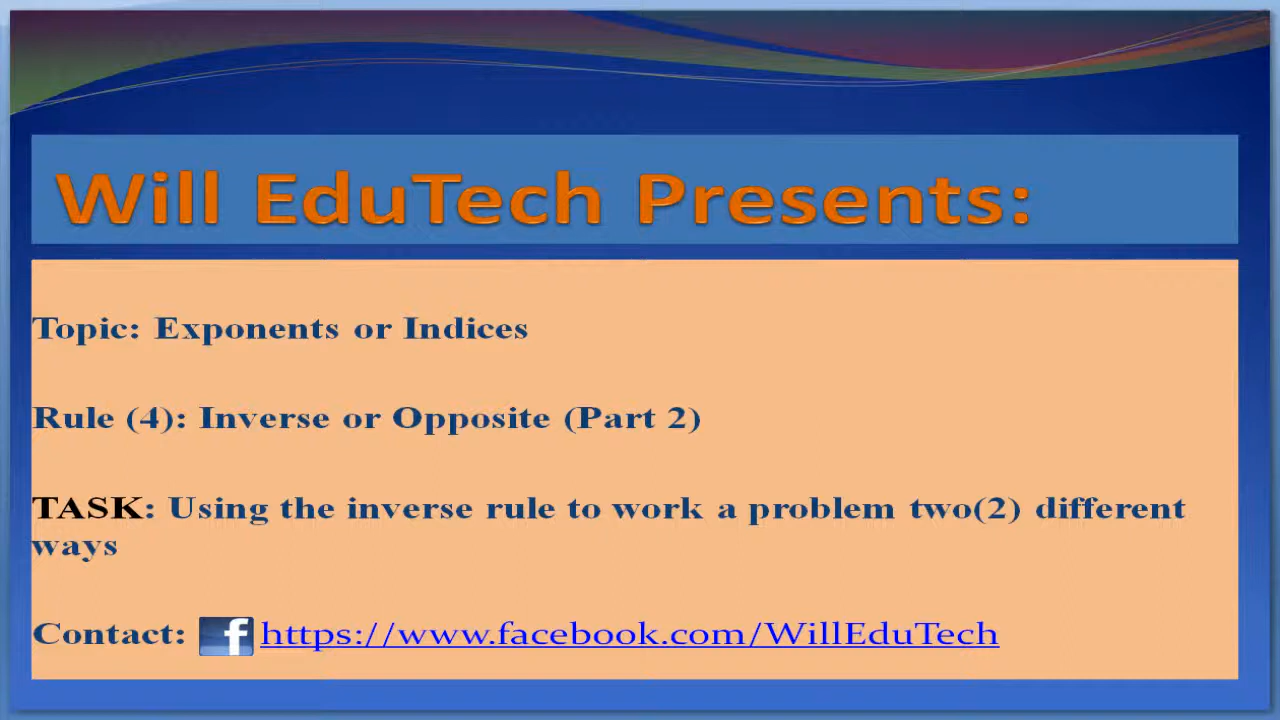 Will EduTech Presents:
Topic: Exponents or Indices
Rule (4): Inverse or Opposite (Part 2)
TASK: Using the inverse rule to work a problem two(2) different
ways
Contact: f https://www.facebook.com/WillEduTech